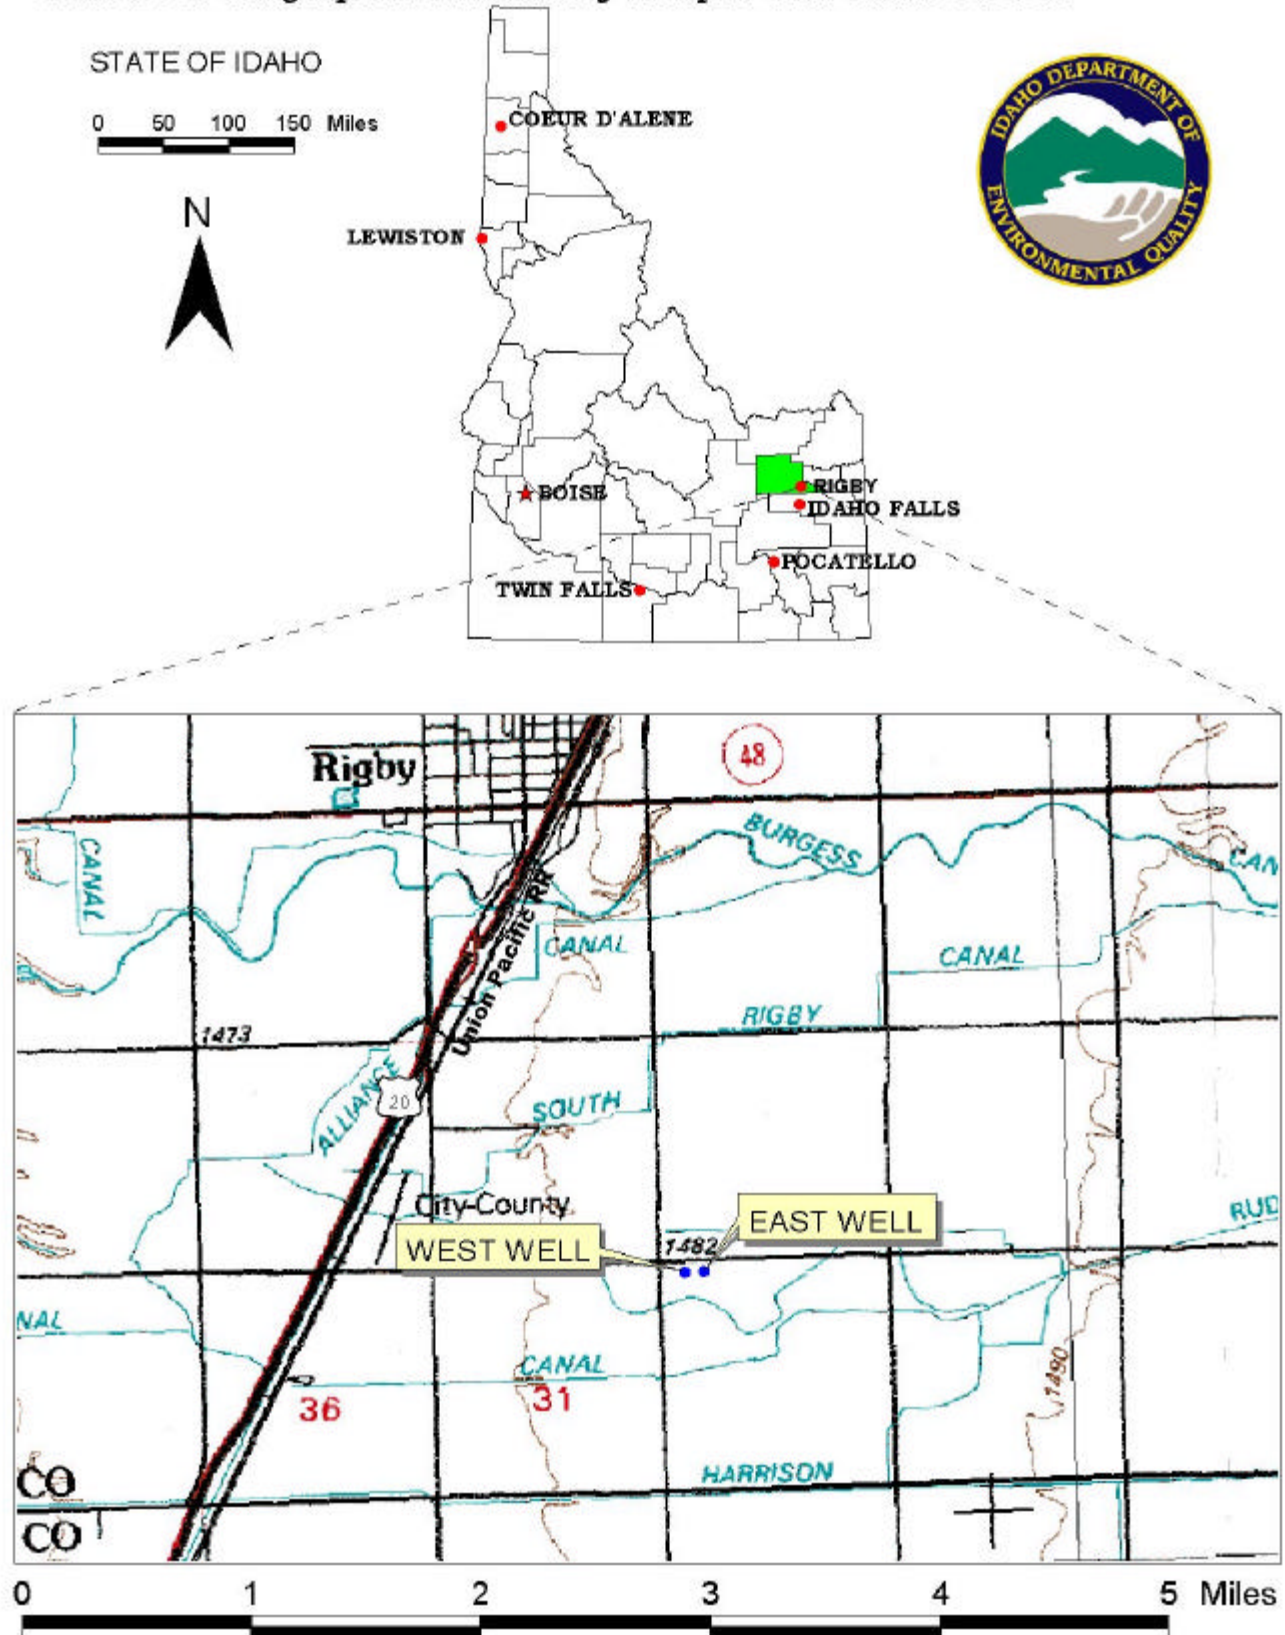 STATE OF IDAHO
0 50 100 150 Miles
N
COEUR D'ALENE
LEWISTON
BOISE
RIGBY
IDAHO FALLS
POCATELLO
TWIN FALLS
IDAHO DEPARTMENT OF
ENVIRONMENTAL QUALITY
Rigby
48
CANAL
BURGESS
CAN
Union Pacific RR
CANAL
CANAL
RIGBY
1473
ALLIANCE
20
SOUTH
City-County
RUD
WEST WELL
1482
EAST WELL
NAL
CANAL
36
31
1490
HARRISON
CO
CO
0 1 2 3 4 5 Miles